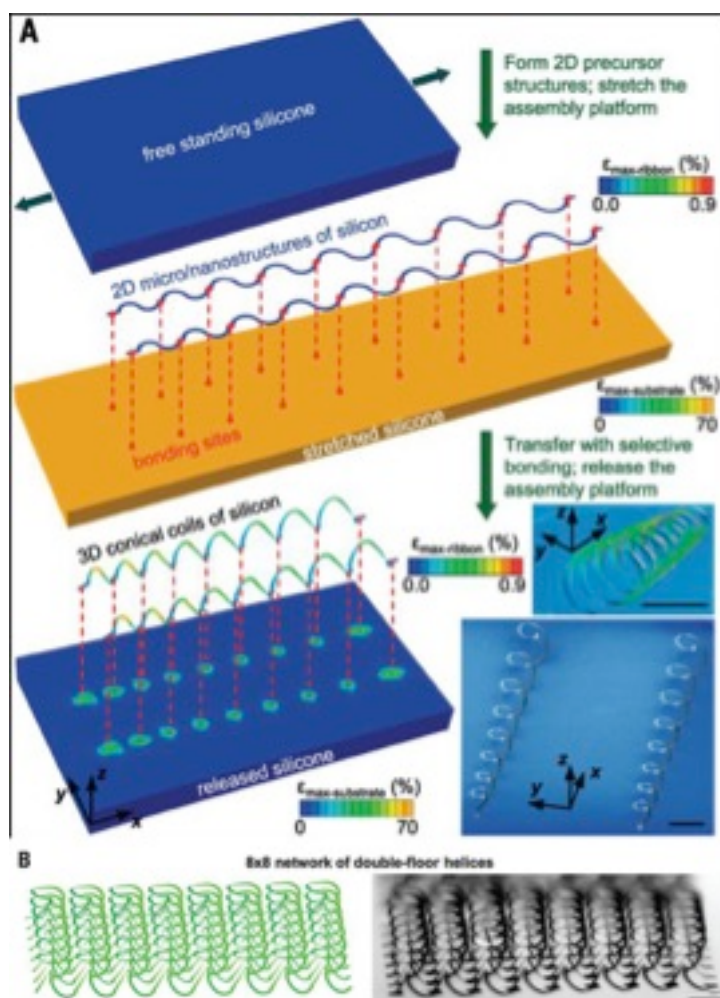 A
Form 2D precursor
structures; stretch the
assembly platform
free standing silicone
εmax-ribbon (%)
0.0 0.9
2D micro/nanostructures of silicon
εmax-substrate (%)
0 70
bonding sites
stretched silicone
Transfer with selective
bonding; release the
assembly platform
3D conical coils of silicon
z
x
y
εmax-ribbon (%)
0.0 0.9
released silicone
z
y
x
εmax-substrate (%)
0 70
z
x
y
B
8x8 network of double-floor helices